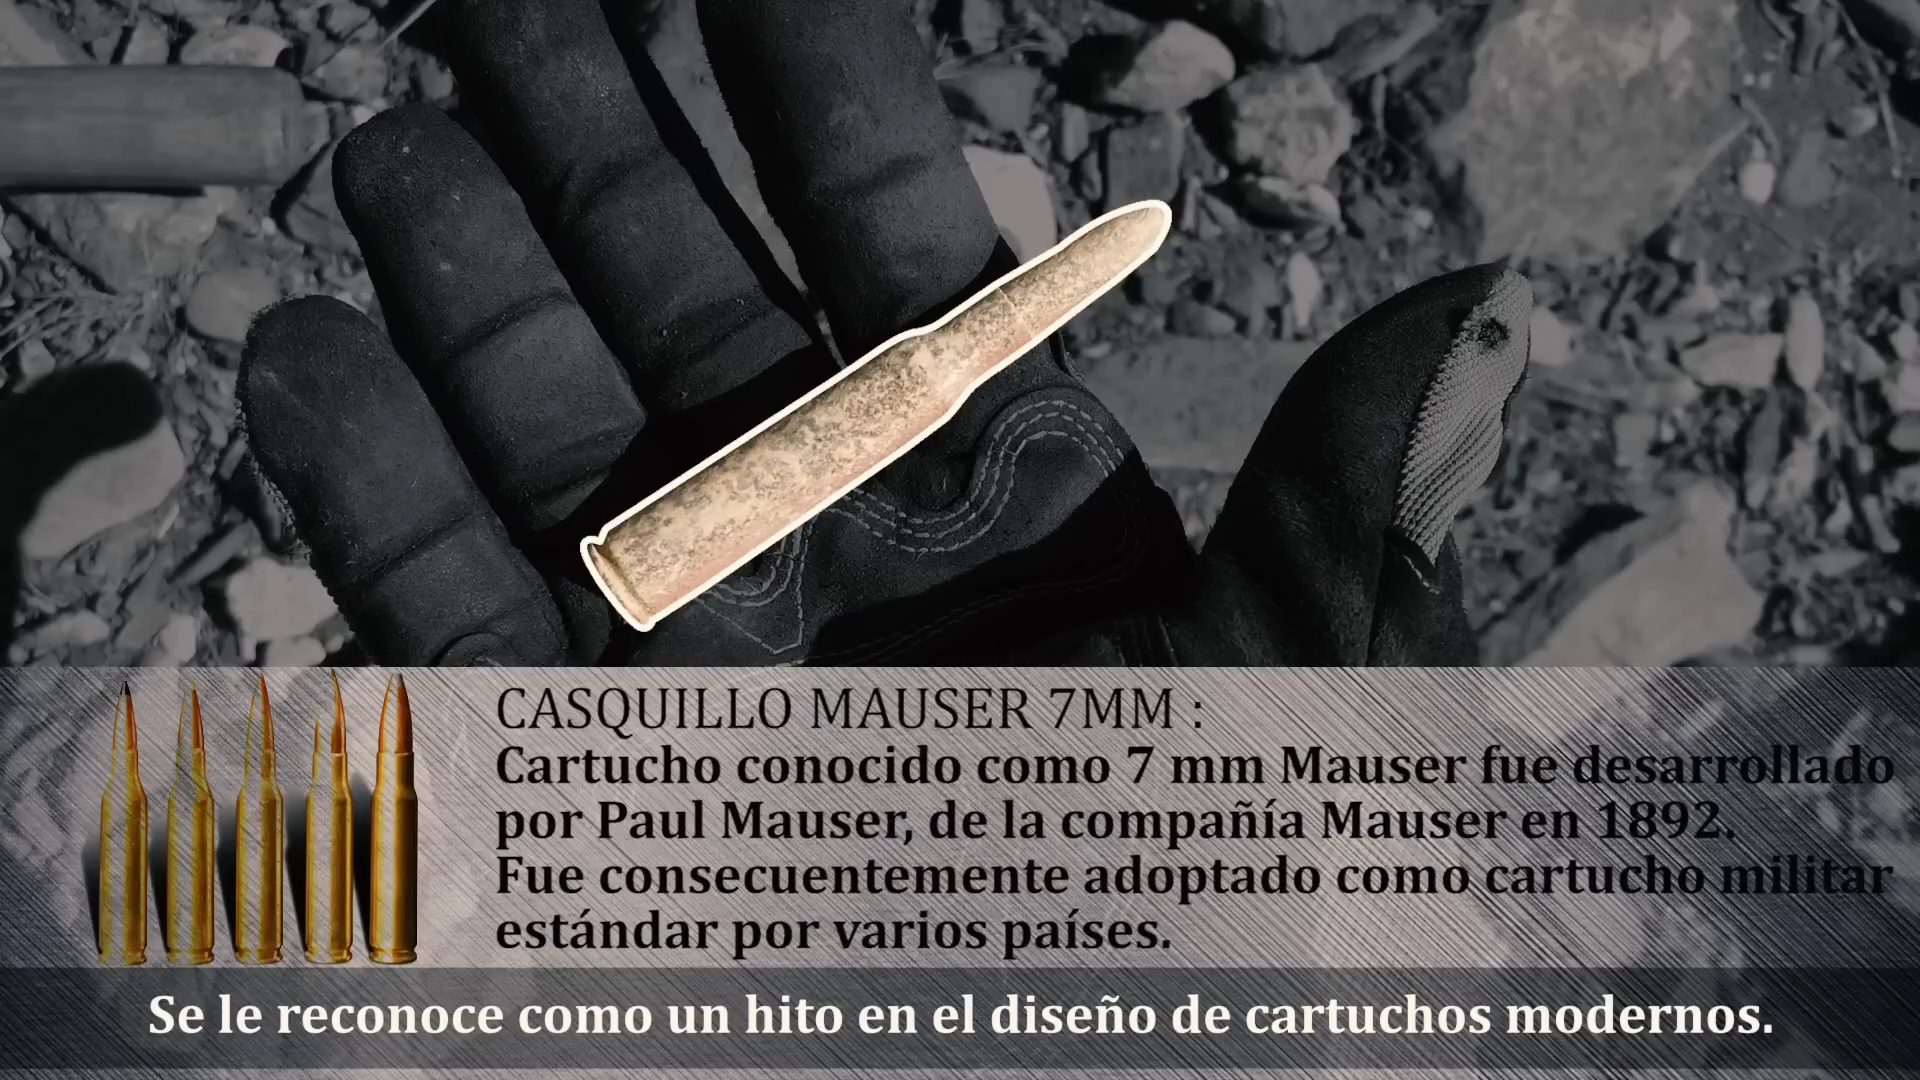 CASQUILLO MAUSER 7MM :
Cartucho conocido como 7 mm Mauser fue desarrollado
por Paul Mauser, de la compañía Mauser en 1892.
Fue consecuentemente adoptado como cartucho militar
estándar por varios países.
Se le reconoce como un hito en el diseño de cartuchos modernos.